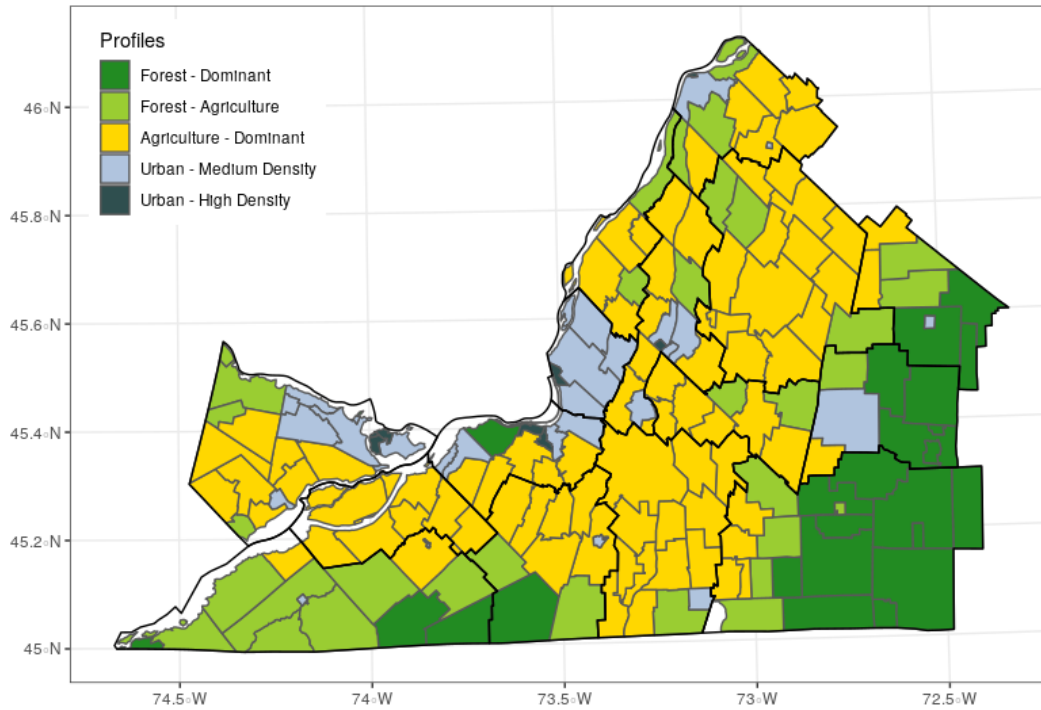 Profiles
Forest - Dominant
Forest - Agriculture
Agriculture - Dominant
Urban - Medium Density
Urban - High Density
46◦N
45.8◦N
45.6◦N
45.4◦N
45.2◦N
45◦N
74.5◦W 74◦W 73.5◦W 73◦W 72.5◦W